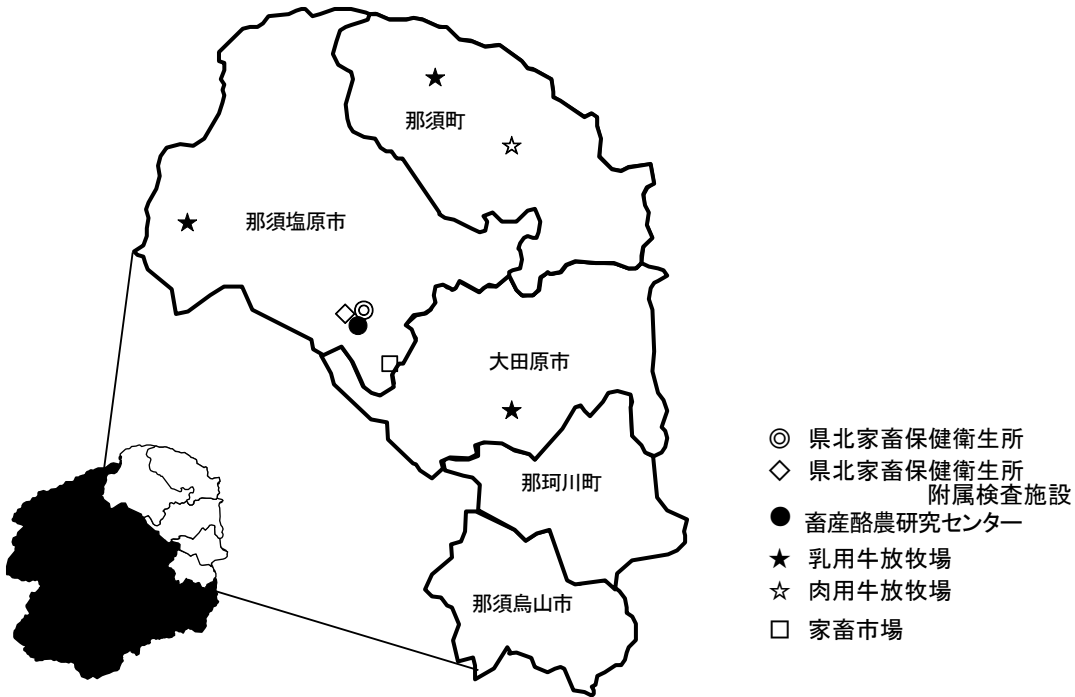 那須町
那須塩原市
大田原市
那珂川町
那須烏山市
◎ 県北家畜保健衛生所
◇ 県北家畜保健衛生所
附属検査施設
● 畜産酪農研究センター
★ 乳用牛放牧場
☆ 肉用牛放牧場
□ 家畜市場